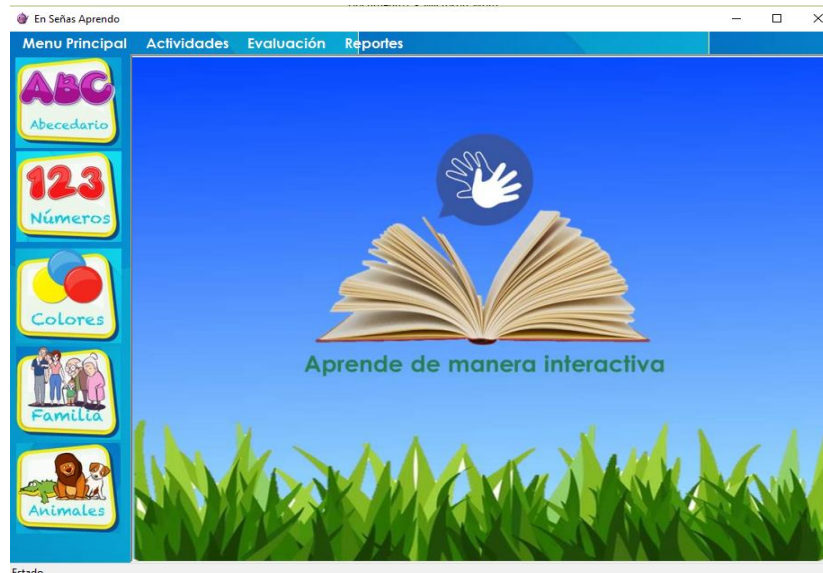 En Señas Aprendo
Menu Principal Actividades Evaluación Reportes
ABC
Abecedario
123
Números
Colores
Familia
Animales
Aprende de manera interactiva
Estado